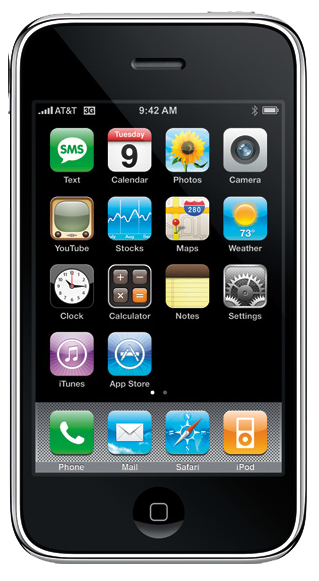 AT&T 3G 9:42 AM
SMS Tuesday 9 280 73°
Text Calendar Photos Camera
YouTube Stocks Maps Weather
Clock Calculator Notes Settings
iTunes App Store
Phone Mail Safari iPod